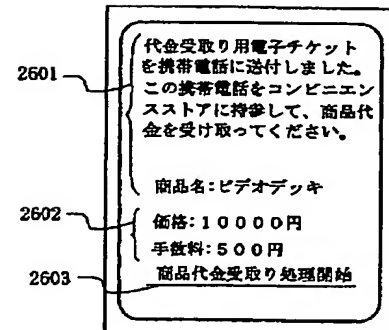 代金受取り用電子チケット
を携帯電話に送付しました。
この携帯電話をコンビニエン
スストアに持参して、商品代
金を受け取ってください。
2601
商品名:ビデオデッキ
2602
価格:10000円
手数料:500円
2603
商品代金受取り処理開始